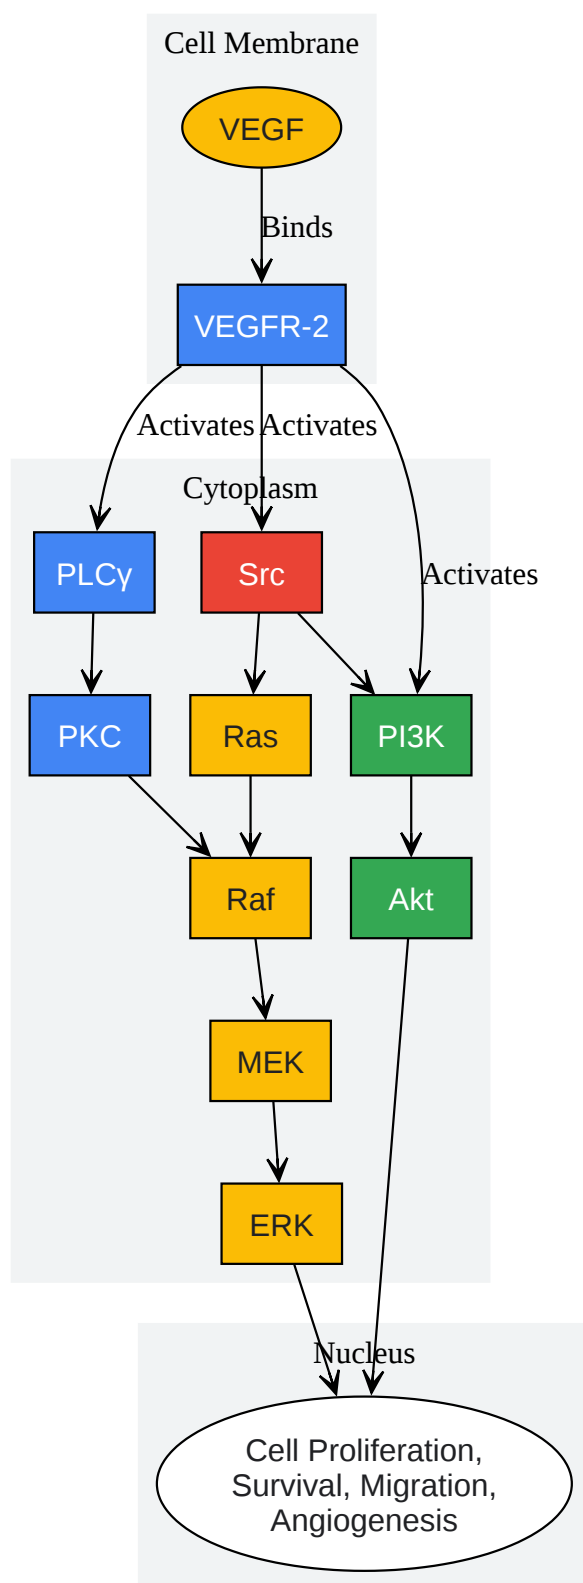 Cell Membrane
VEGF
Binds
VEGFR-2
Activates
Activates
Cytoplasm
PLCγ
Src
Activates
PKC
Ras
PI3K
Raf
Akt
MEK
ERK
Nucleus
Cell Proliferation,
Survival, Migration,
Angiogenesis